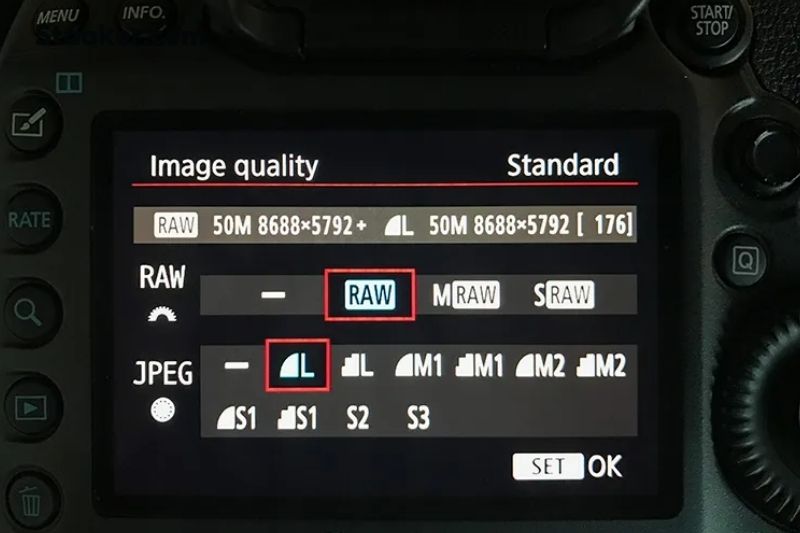 MENU INFO. START/
STOP
Image quality Standard
RAW 50M 8688×5792+ L 50M 8688×5792 [ 176]
RATE
RAW — RAW MRAW SRAW
Q
JPEG — L L M1 M1 M2 M2
S1 S1 S2 S3
SET OK